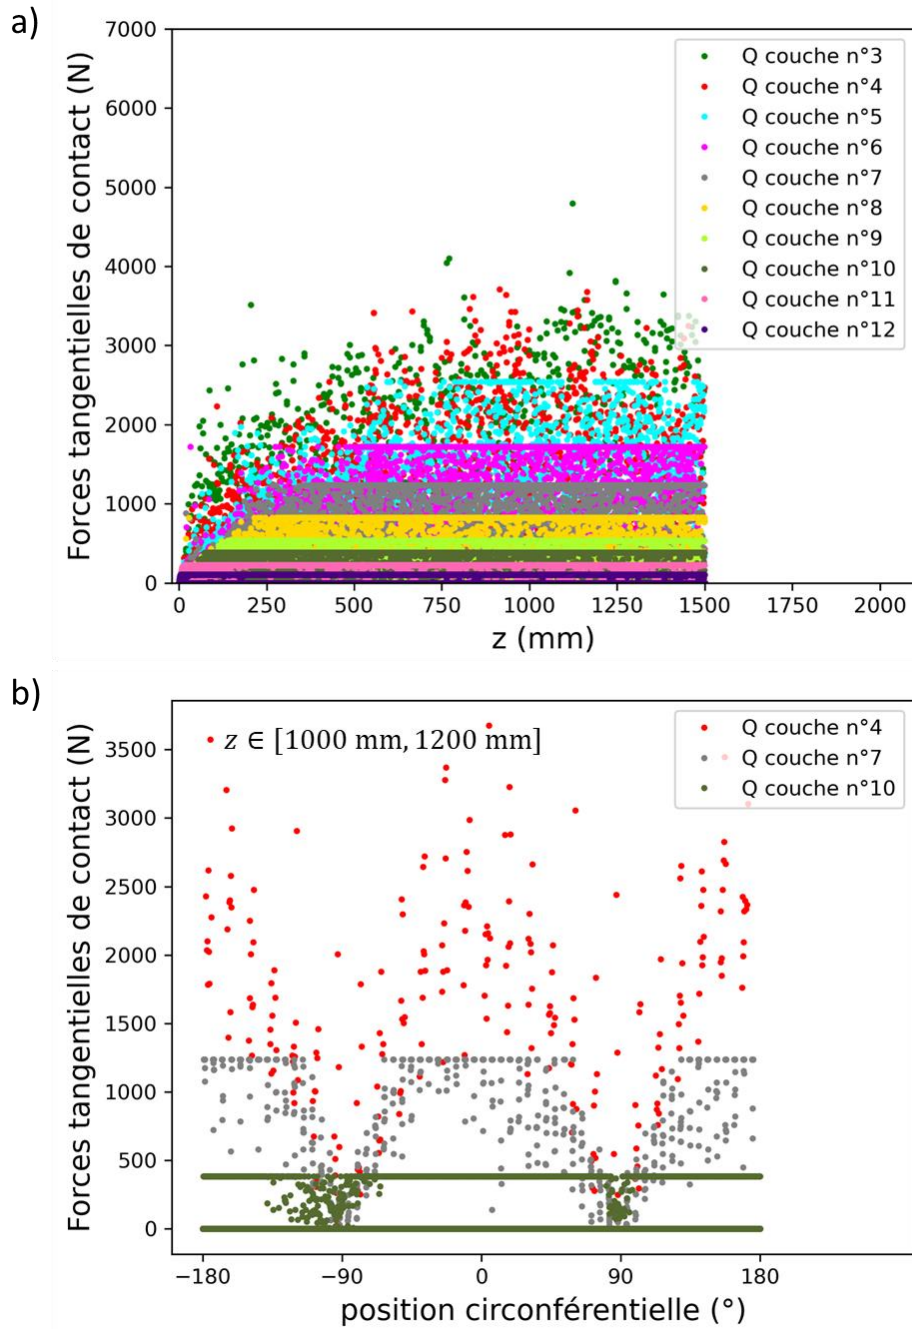 a)
7000
6000
5000
4000
3000
2000
1000
0
Forces tangentielles de contact (N)
Q couche n°3
Q couche n°4
Q couche n°5
Q couche n°6
Q couche n°7
Q couche n°8
Q couche n°9
Q couche n°10
Q couche n°11
Q couche n°12
0 250 500 750 1000 1250 1500 1750 2000
z (mm)
b)
3500
3000
2500
2000
1500
1000
500
0
Forces tangentielles de contact (N)
z ∈ [1000 mm, 1200 mm]
Q couche n°4
Q couche n°7
Q couche n°10
−180 −90 0 90 180
position circonférentielle (°)